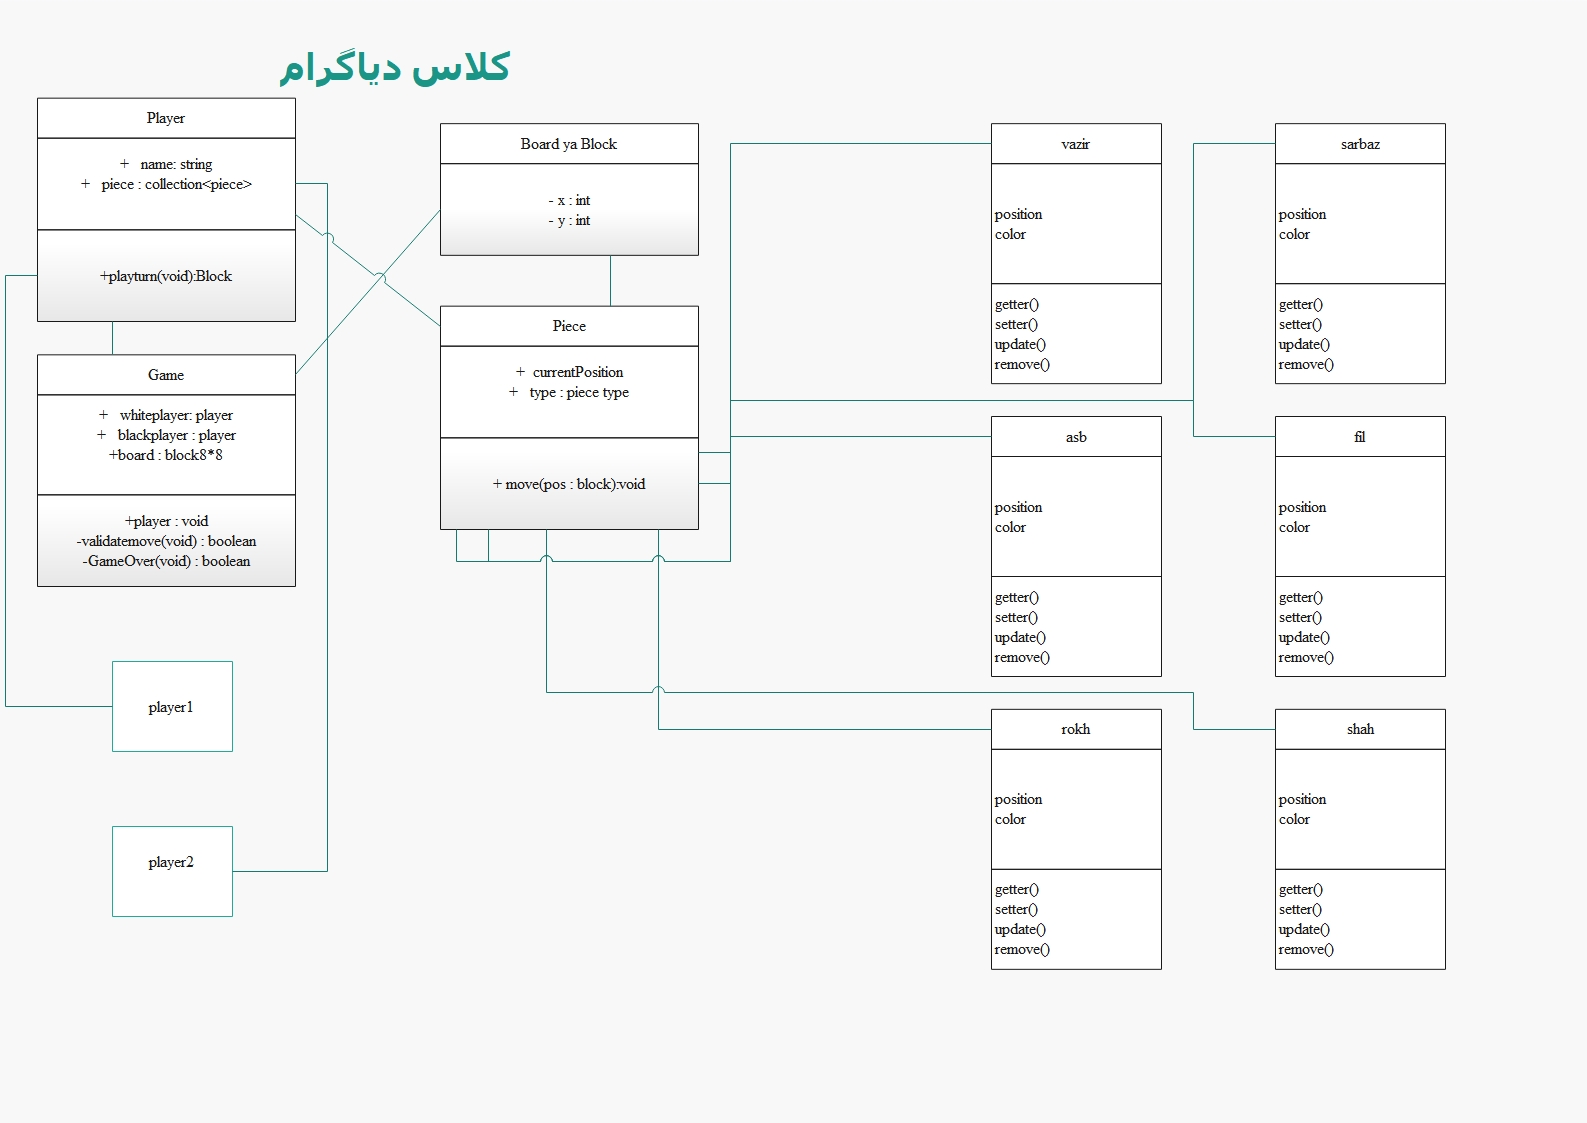 کلاس دیاگرام
Player
+ name: string
+ piece : collection<piece>
+playturn(void):Block
Game
+ whiteplayer: player
+ blackplayer : player
+board : block8*8
+player : void
-validatemove(void) : boolean
-GameOver(void) : boolean
player1
player2
Board ya Block
- x : int
- y : int
Piece
+ currentPosition
+ type : piece type
+ move(pos : block):void
vazir
position
color
getter()
setter()
update()
remove()
sarbaz
position
color
getter()
setter()
update()
remove()
asb
position
color
getter()
setter()
update()
remove()
fil
position
color
getter()
setter()
update()
remove()
rokh
position
color
getter()
setter()
update()
remove()
shah
position
color
getter()
setter()
update()
remove()